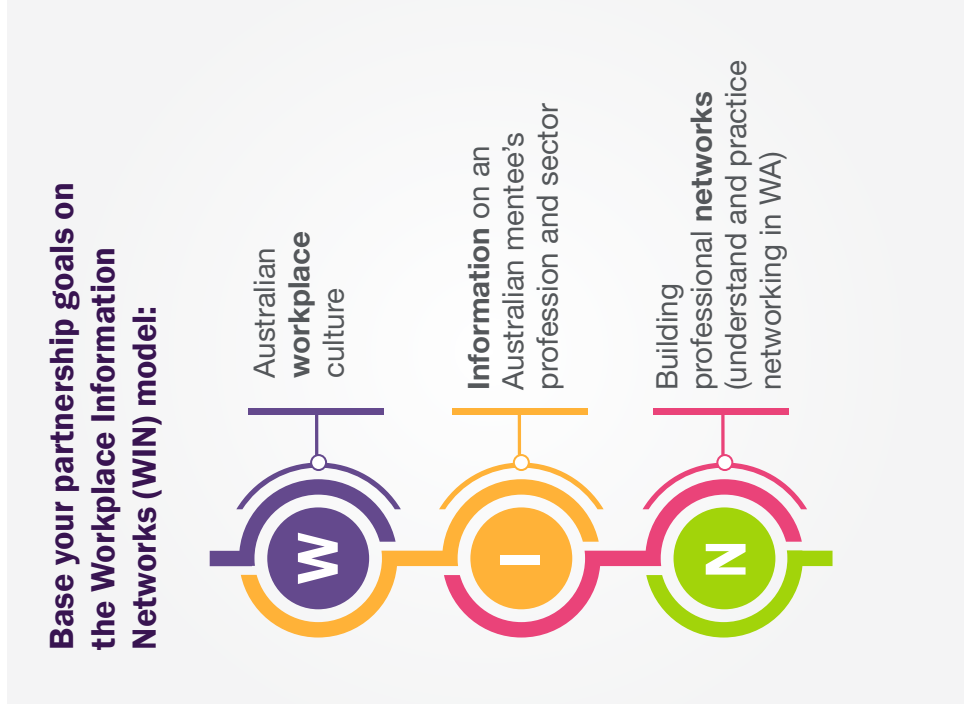 Base your partnership goals on
the Workplace Information
Networks (WIN) model:
W
Australian
workplace
culture
I
Information on an
Australian mentee’s
profession and sector
N
Building
professional networks
(understand and practice
networking in WA)